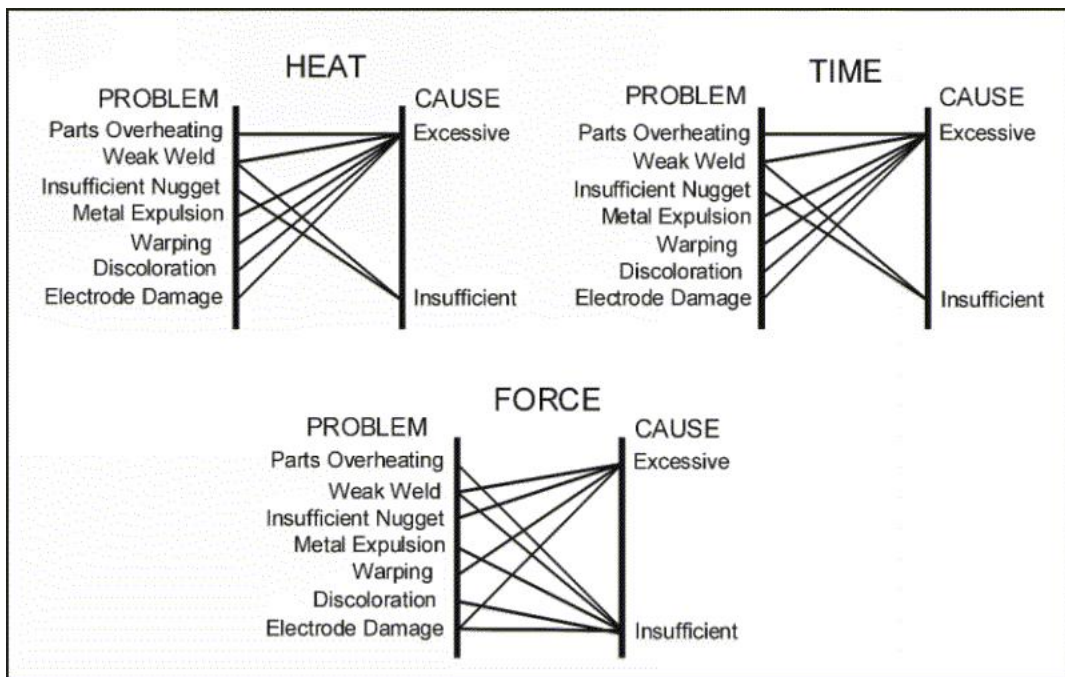 HEAT
PROBLEM CAUSE
Parts Overheating Excessive
Weak Weld
Insufficient Nugget
Metal Expulsion
Warping
Discoloration
Electrode Damage Insufficient
TIME
PROBLEM CAUSE
Parts Overheating Excessive
Weak Weld
Insufficient Nugget
Metal Expulsion
Warping
Discoloration
Electrode Damage Insufficient
FORCE
PROBLEM CAUSE
Parts Overheating Excessive
Weak Weld
Insufficient Nugget
Metal Expulsion
Warping
Discoloration
Electrode Damage Insufficient